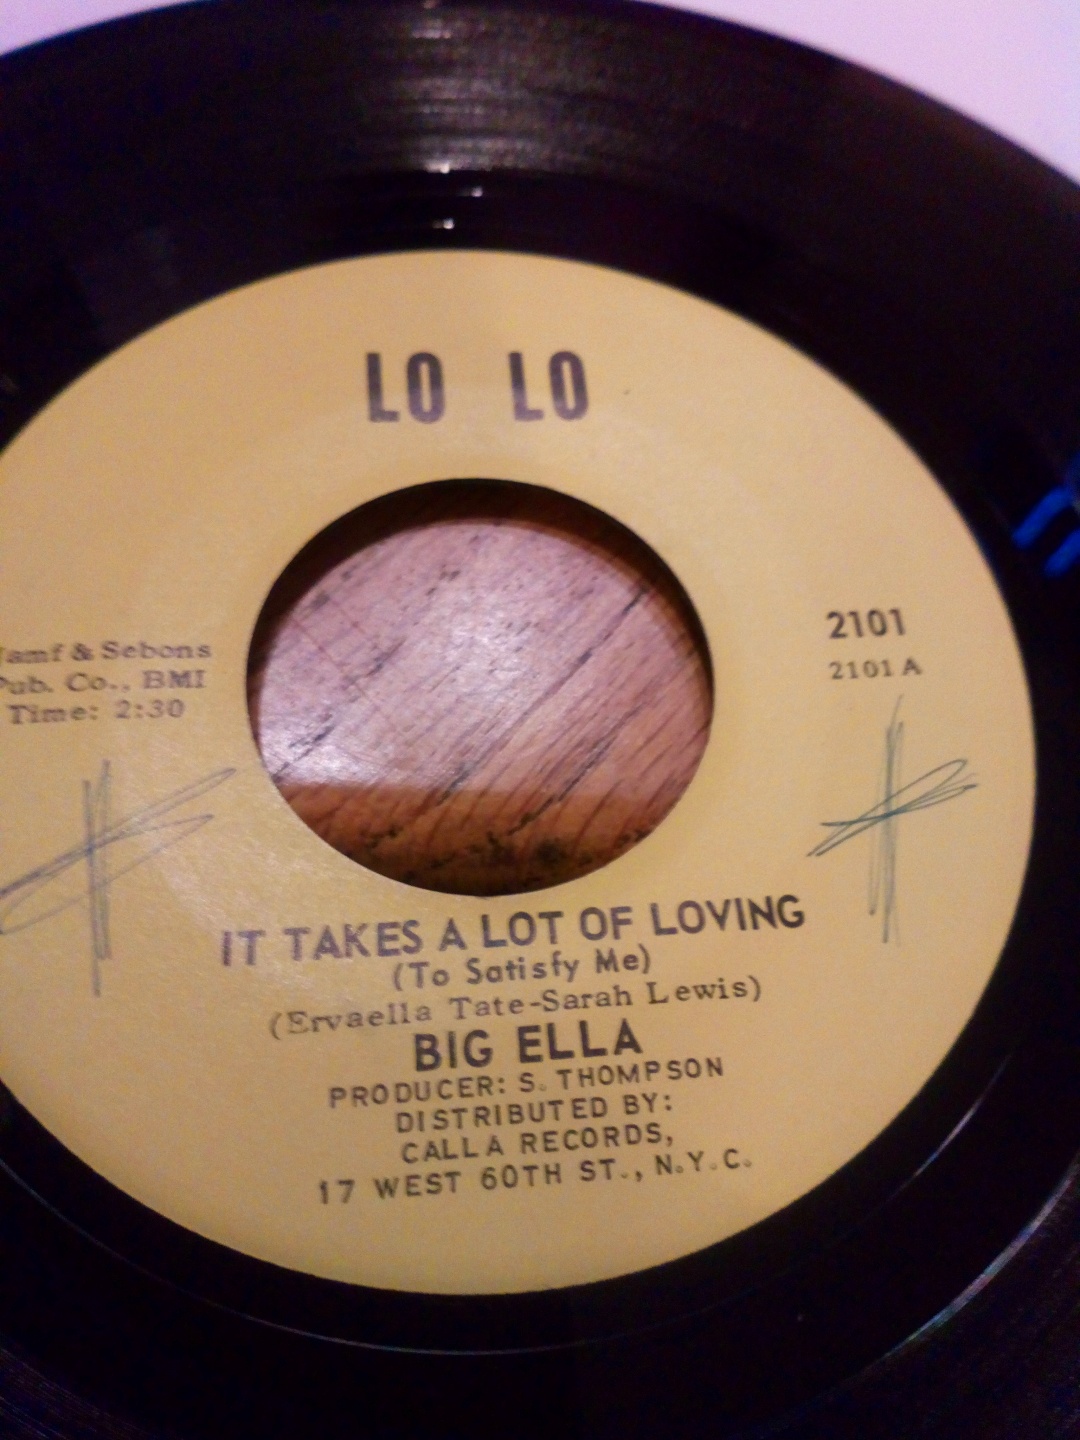 LO LO
2101
2101 A
& Sebons
Pub. Co., BMI
Time: 2:30
IT TAKES A LOT OF LOVING
(To Satisfy Me)
(Ervaella Tate-Sarah Lewis)
BIG ELLA
PRODUCER: S. THOMPSON
DISTRIBUTED BY:
CALLA RECORDS,
17 WEST 60TH ST., N.Y.C.